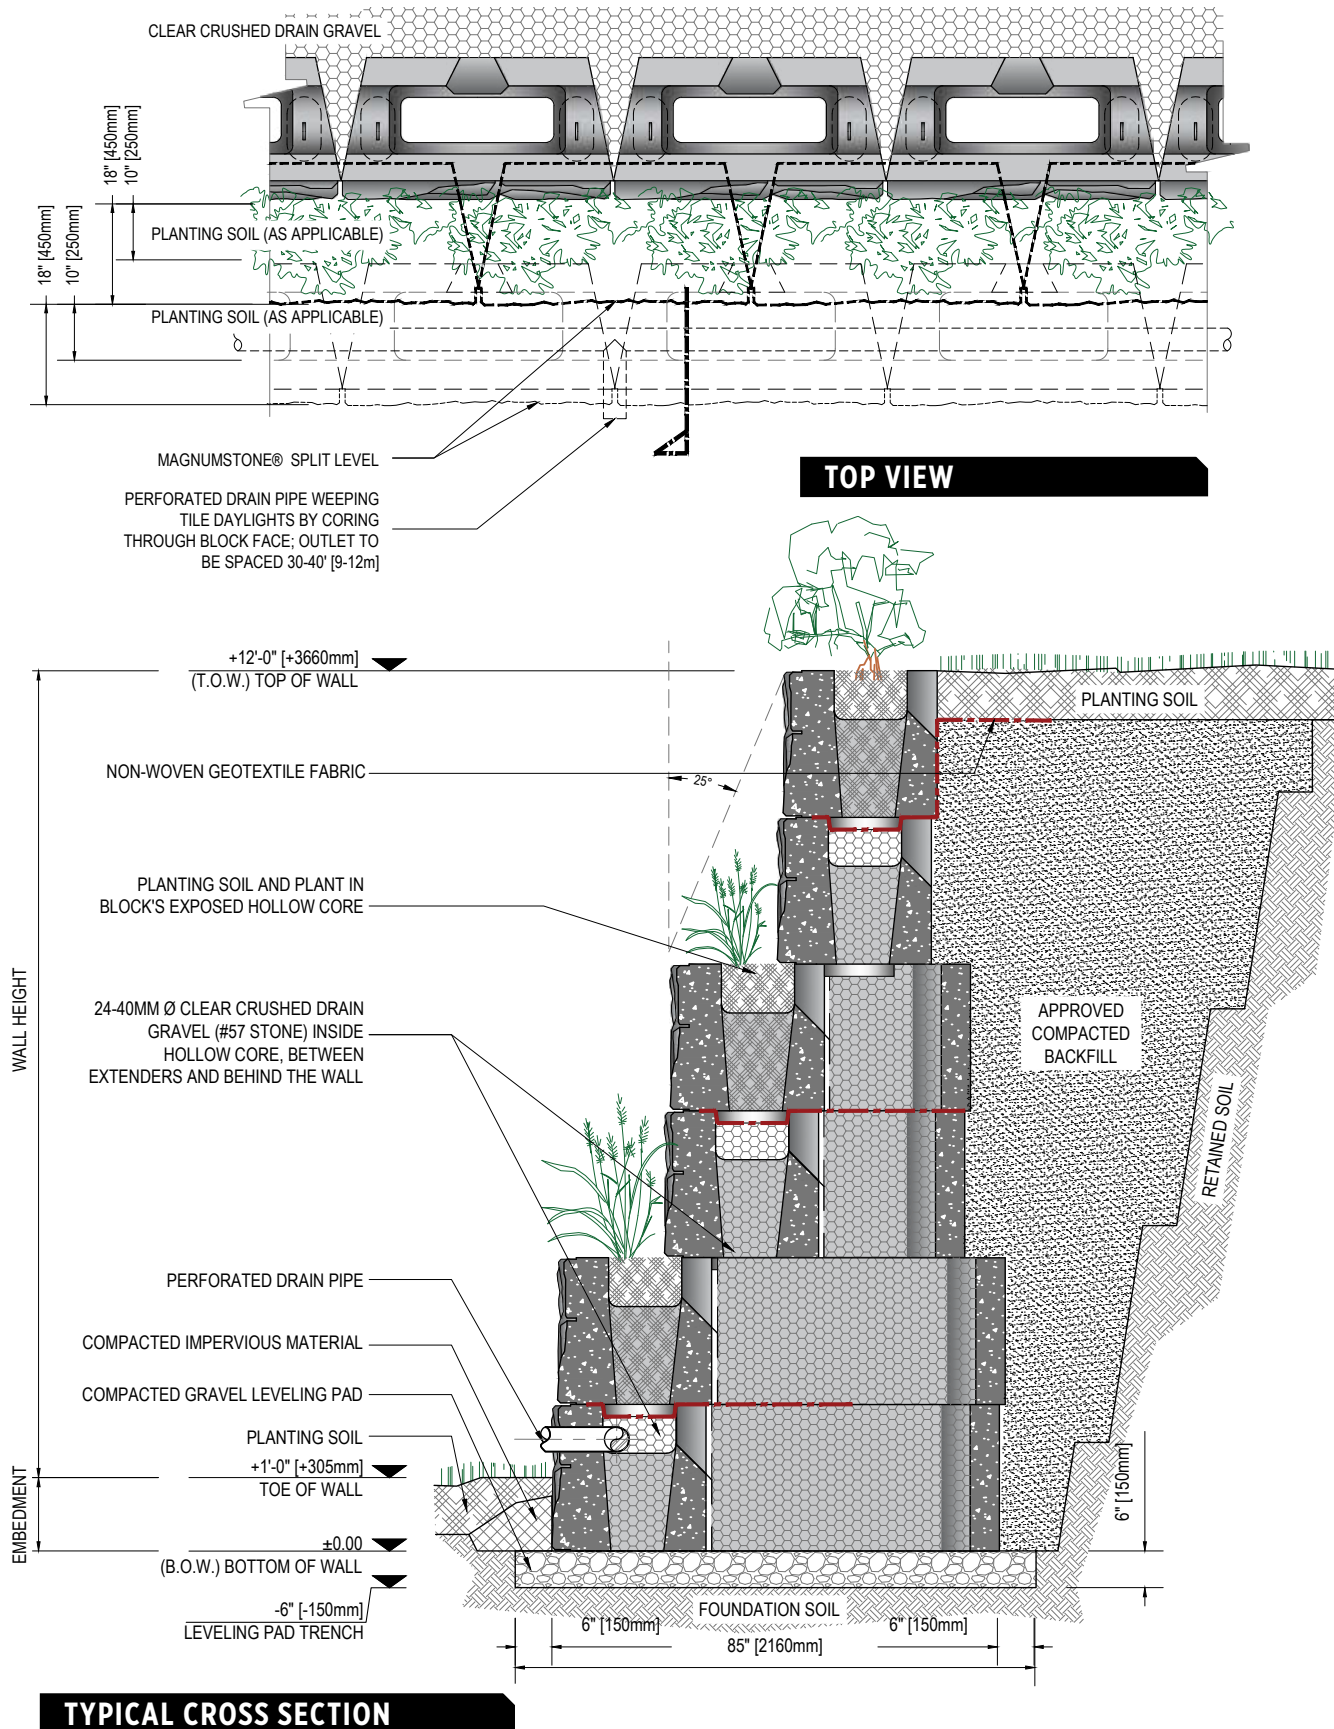 CLEAR CRUSHED DRAIN GRAVEL
18" [450mm]
10" [250mm]
18" [450mm]
10" [250mm]
PLANTING SOIL (AS APPLICABLE)
PLANTING SOIL (AS APPLICABLE)
MAGNUMSTONE® SPLIT LEVEL
PERFORATED DRAIN PIPE WEEPING
TILE DAYLIGHTS BY CORING
THROUGH BLOCK FACE; OUTLET TO
BE SPACED 30-40' [9-12m]
TOP VIEW
+12'-0" [+3660mm]
(T.O.W.) TOP OF WALL
PLANTING SOIL
NON-WOVEN GEOTEXTILE FABRIC
25°
PLANTING SOIL AND PLANT IN
BLOCK'S EXPOSED HOLLOW CORE
WALL HEIGHT
24-40MM Ø CLEAR CRUSHED DRAIN
GRAVEL (#57 STONE) INSIDE
HOLLOW CORE, BETWEEN
EXTENDERS AND BEHIND THE WALL
APPROVED
COMPACTED
BACKFILL
RETAINED SOIL
PERFORATED DRAIN PIPE
COMPACTED IMPERVIOUS MATERIAL
COMPACTED GRAVEL LEVELING PAD
PLANTING SOIL
+1'-0" [+305mm]
TOE OF WALL
EMBEDMENT
±0.00
(B.O.W.) BOTTOM OF WALL
-6" [-150mm]
LEVELING PAD TRENCH
6" [150mm]
FOUNDATION SOIL
6" [150mm]
6" [150mm]
85" [2160mm]
TYPICAL CROSS SECTION